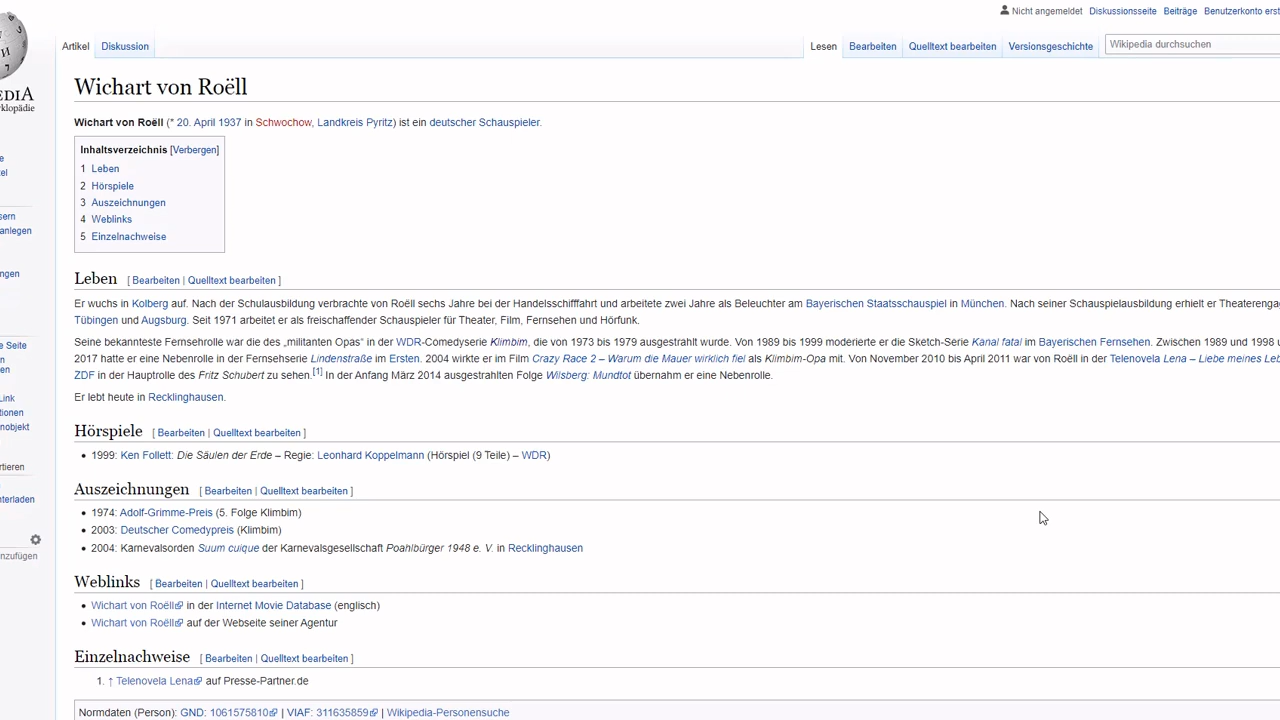 Nicht angemeldet Diskussionsseite Beiträge Benutzerkonto erst
Artikel Diskussion Lesen Bearbeiten Quelltext bearbeiten Versionsgeschichte Wikipedia durchsuchen
Wichart von Roëll
Wichart von Roëll (* 20. April 1937 in Schwochow, Landkreis Pyritz) ist ein deutscher Schauspieler.
Inhaltsverzeichnis [Verbergen]
1 Leben
2 Hörspiele
3 Auszeichnungen
4 Weblinks
5 Einzelnachweise
Leben [ Bearbeiten | Quelltext bearbeiten ]
Er wuchs in Kolberg auf. Nach der Schulausbildung verbrachte von Roëll sechs Jahre bei der Handelsschifffahrt und arbeitete zwei Jahre als Beleuchter am Bayerischen Staatsschauspiel in München. Nach seiner Schauspielausbildung erhielt er Theaterenga
Tübingen und Augsburg. Seit 1971 arbeitet er als freischaffender Schauspieler für Theater, Film, Fernsehen und Hörfunk.
Seine bekannteste Fernsehrolle war die des „militanten Opas“ in der WDR-Comedyserie Klimbim, die von 1973 bis 1979 ausgestrahlt wurde. Von 1989 bis 1999 moderierte er die Sketch-Serie Kanal fatal im Bayerischen Fernsehen. Zwischen 1989 und 1998 u
2017 hatte er eine Nebenrolle in der Fernsehserie Lindenstraße im Ersten. 2004 wirkte er im Film Crazy Race 2 – Warum die Mauer wirklich fiel als Klimbim-Opa mit. Von November 2010 bis April 2011 war von Roëll in der Telenovela Lena – Liebe meines Leb
ZDF in der Hauptrolle des Fritz Schubert zu sehen.[1] In der Anfang März 2014 ausgestrahlten Folge Wilsberg: Mundtot übernahm er eine Nebenrolle.
Er lebt heute in Recklinghausen.
Hörspiele [ Bearbeiten | Quelltext bearbeiten ]
• 1999: Ken Follett: Die Säulen der Erde – Regie: Leonhard Koppelmann (Hörspiel (9 Teile) – WDR)
Auszeichnungen [ Bearbeiten | Quelltext bearbeiten ]
• 1974: Adolf-Grimme-Preis (5. Folge Klimbim)
• 2003: Deutscher Comedypreis (Klimbim)
• 2004: Karnevalsorden Suum cuique der Karnevalsgesellschaft Poahlbürger 1948 e. V. in Recklinghausen
Weblinks [ Bearbeiten | Quelltext bearbeiten ]
• Wichart von Roëll in der Internet Movie Database (englisch)
• Wichart von Roëll auf der Webseite seiner Agentur
Einzelnachweise [ Bearbeiten | Quelltext bearbeiten ]
1. ↑ Telenovela Lena auf Presse-Partner.de
Normdaten (Person): GND: 1061575810 | VIAF: 311635859 | Wikipedia-Personensuche